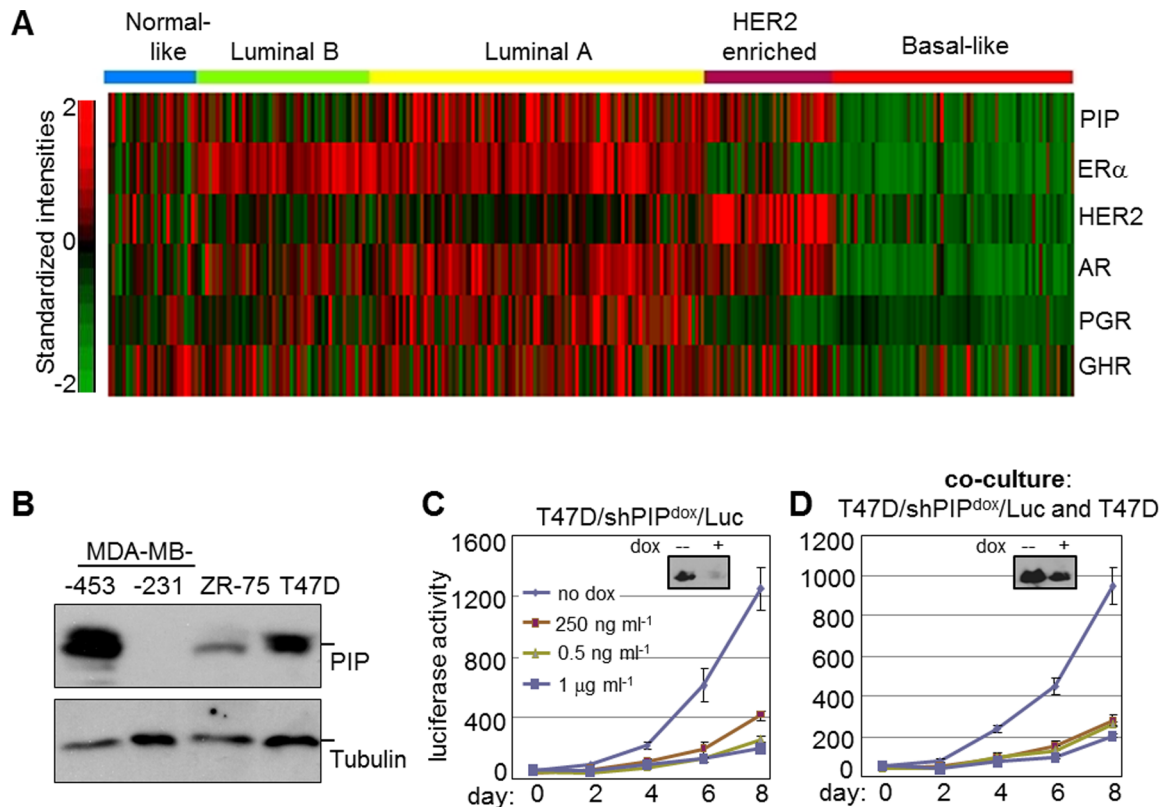 A
Normal-
like
Luminal B
Luminal A
HER2
enriched
Basal-like
Standardized intensities
2
0
-2
PIP
ERα
HER2
AR
PGR
GHR
B
MDA-MB-
-453 -231 ZR-75 T47D
PIP
Tubulin
C
T47D/shPIPᵈᵒˣ/Luc
dox -- +
luciferase activity
1600
1200
800
400
0
no dox
250 ng ml⁻¹
0.5 ng ml⁻¹
1 µg ml⁻¹
day: 0 2 4 6 8
D
co-culture:
T47D/shPIPᵈᵒˣ/Luc and T47D
dox -- +
1200
1000
800
600
400
200
0
day: 0 2 4 6 8